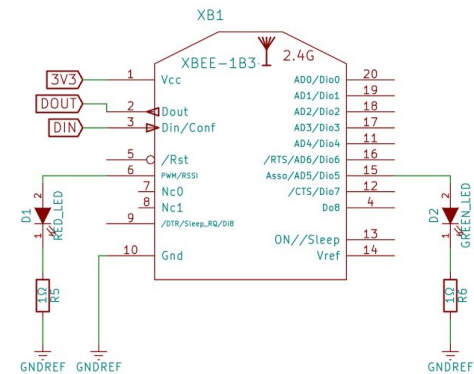 XB1
XBEE-1B3
2.4G
3V3
DOUT
DIN
1 Vcc
2 Dout
3 Din/Conf
5 /Rst
6 PWM/RSSI
7 Nc0
8 Nc1
9 /DTR/Sleep_RQ/Di8
10 Gnd
AD0/Dio0 20
AD1/Dio1 19
AD2/Dio2 18
AD3/Dio3 17
AD4/Dio4 11
/RTS/AD6/Dio6 16
Asso/AD5/Dio5 15
/CTS/Dio7 12
Do8 4
ON//Sleep 13
Vref 14
2
D1
RED_LED
1
1Ω
R5
GNDREF
GNDREF
2
D2
GREEN_LED
1
1Ω
R6
GNDREF